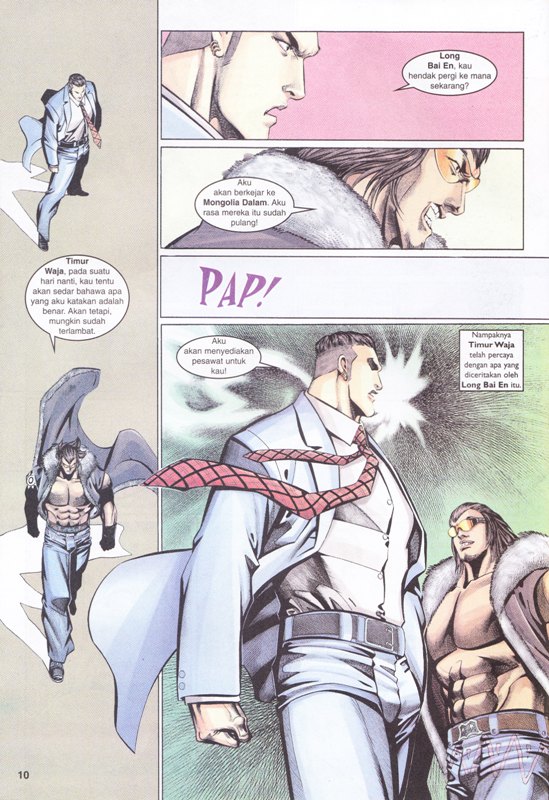 Long
Bai En, kau
hendak pergi ke mana
sekarang?
Aku
akan berkejar ke
Mongolia Dalam. Aku
rasa mereka itu sudah
pulang!
Timur
Waja, pada suatu
hari nanti, kau tentu
akan sedar bahawa apa
yang aku katakan adalah
benar. Akan tetapi,
mungkin sudah
terlambat.
PAP!
Aku
akan menyediakan
pesawat untuk
kau!
Nampaknya
Timur Waja
telah percaya
dengan apa yang
diceritakan oleh
Long Bai En itu.
10